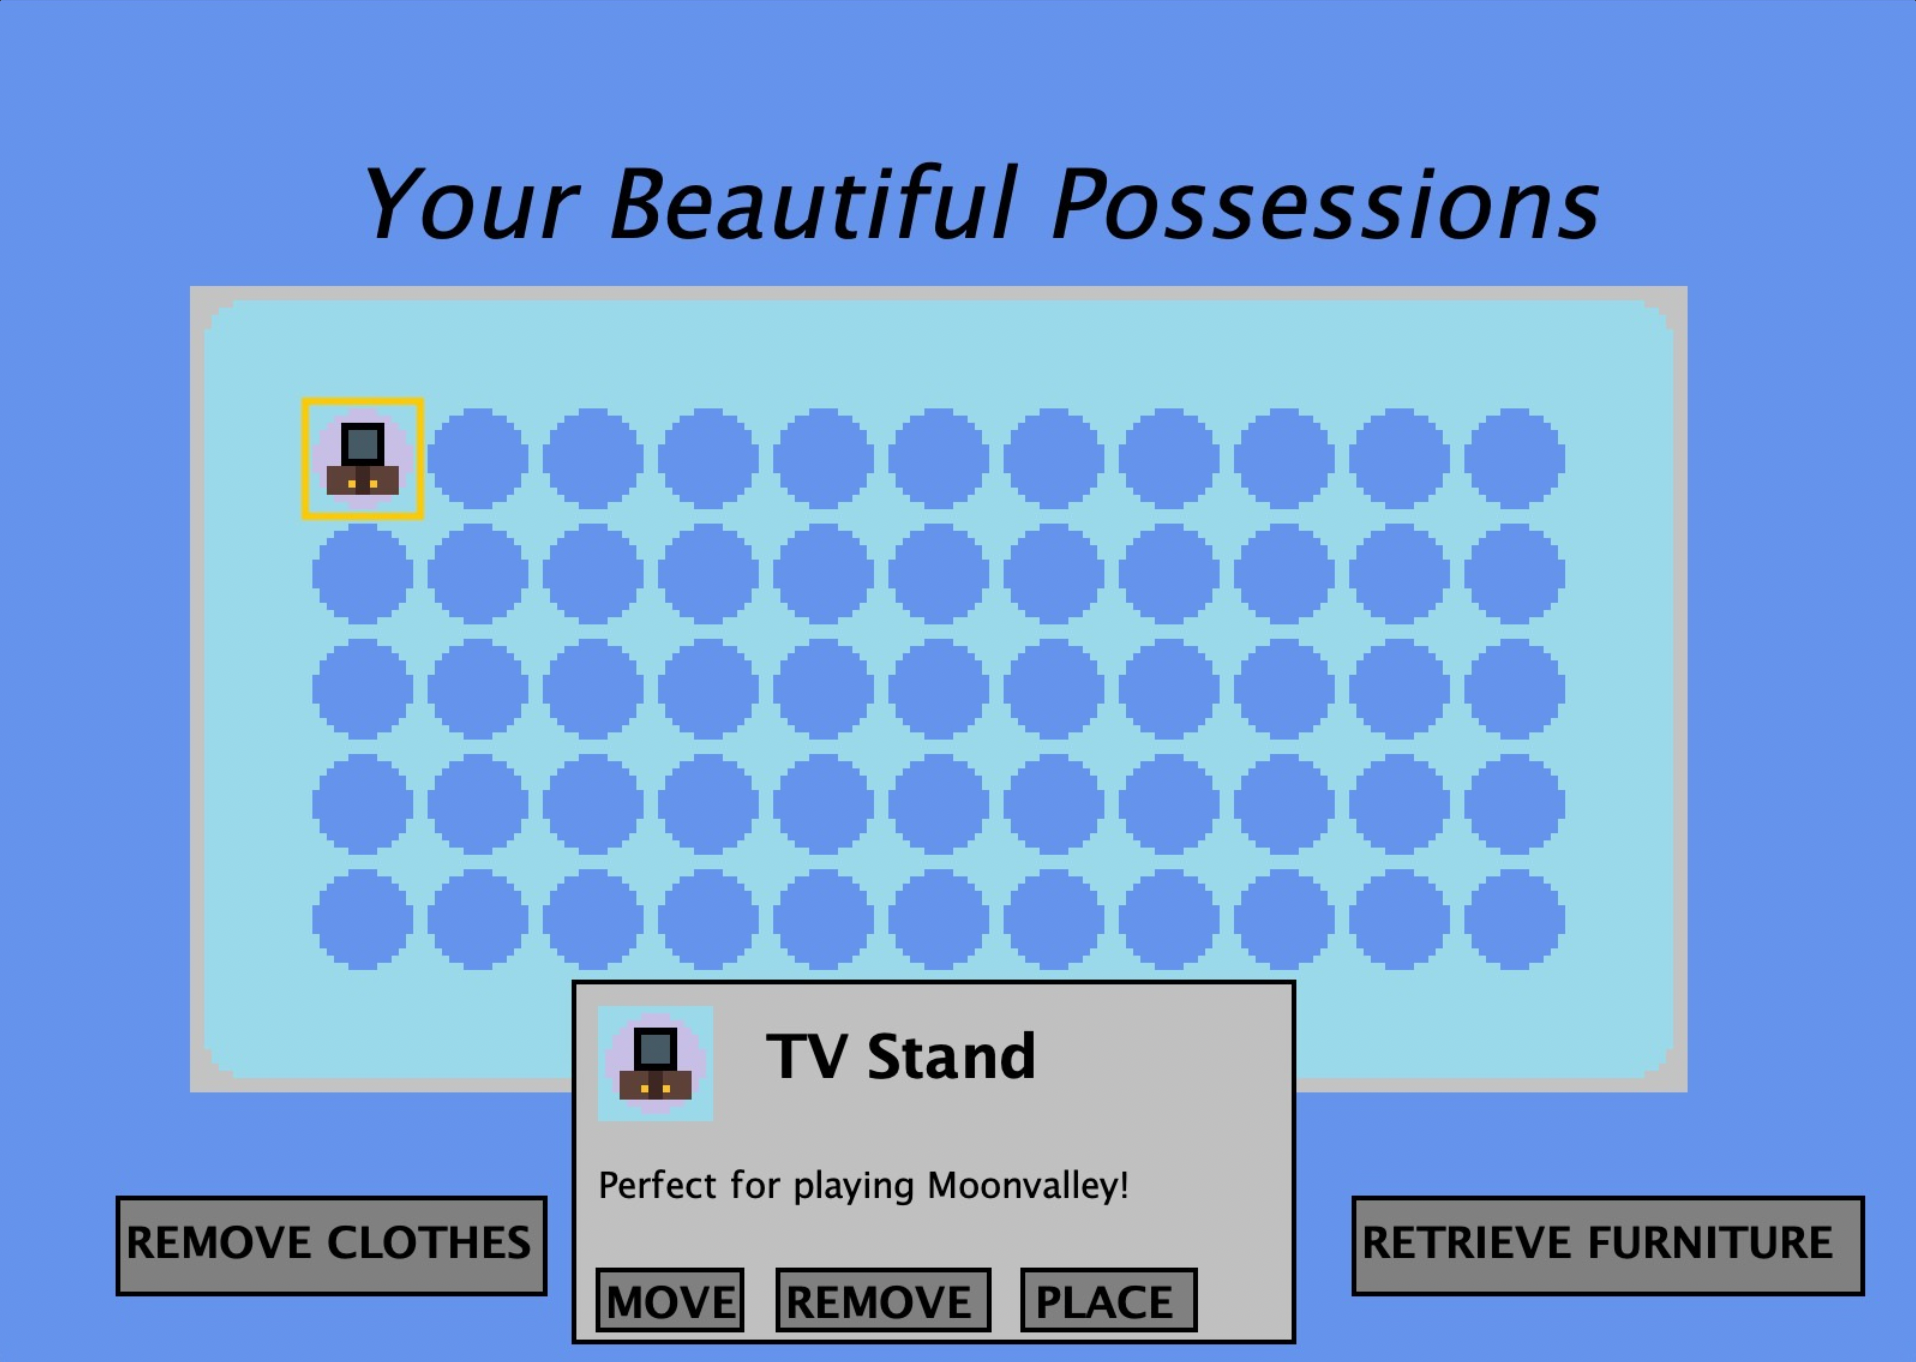 Your Beautiful Possessions
TV Stand
Perfect for playing Moonvalley!
REMOVE CLOTHES
RETRIEVE FURNITURE
MOVE
REMOVE
PLACE